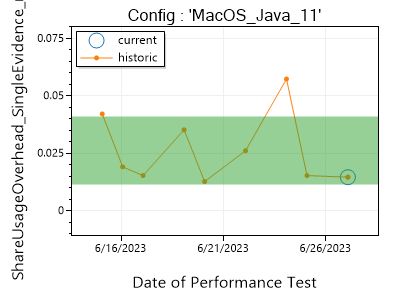 Config : 'MacOS_Java_11'
current
historic
0.075
0.05
0.025
0
ShareUsageOverhead_SingleEvidence_
6/16/2023
6/21/2023
6/26/2023
Date of Performance Test